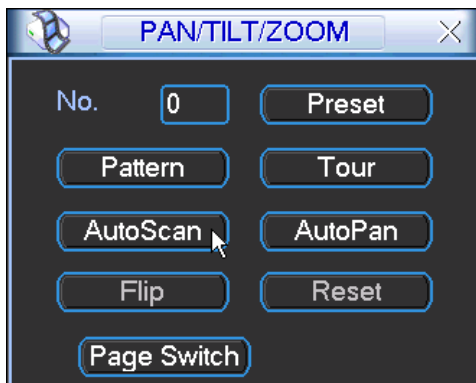 PAN/TILT/ZOOM
No. 0 Preset
Pattern Tour
AutoScan AutoPan
Flip Reset
Page Switch